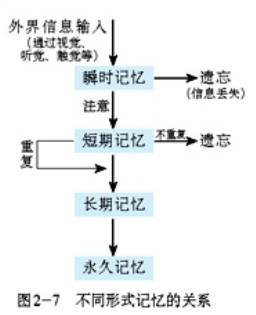 外界信息输入
(通过视觉、
听觉、触觉等)
瞬时记忆
遗忘
(信息丢失)
注意
短期记忆
不重复
遗忘
重复
长期记忆
永久记忆
图2-7 不同形式记忆的关系